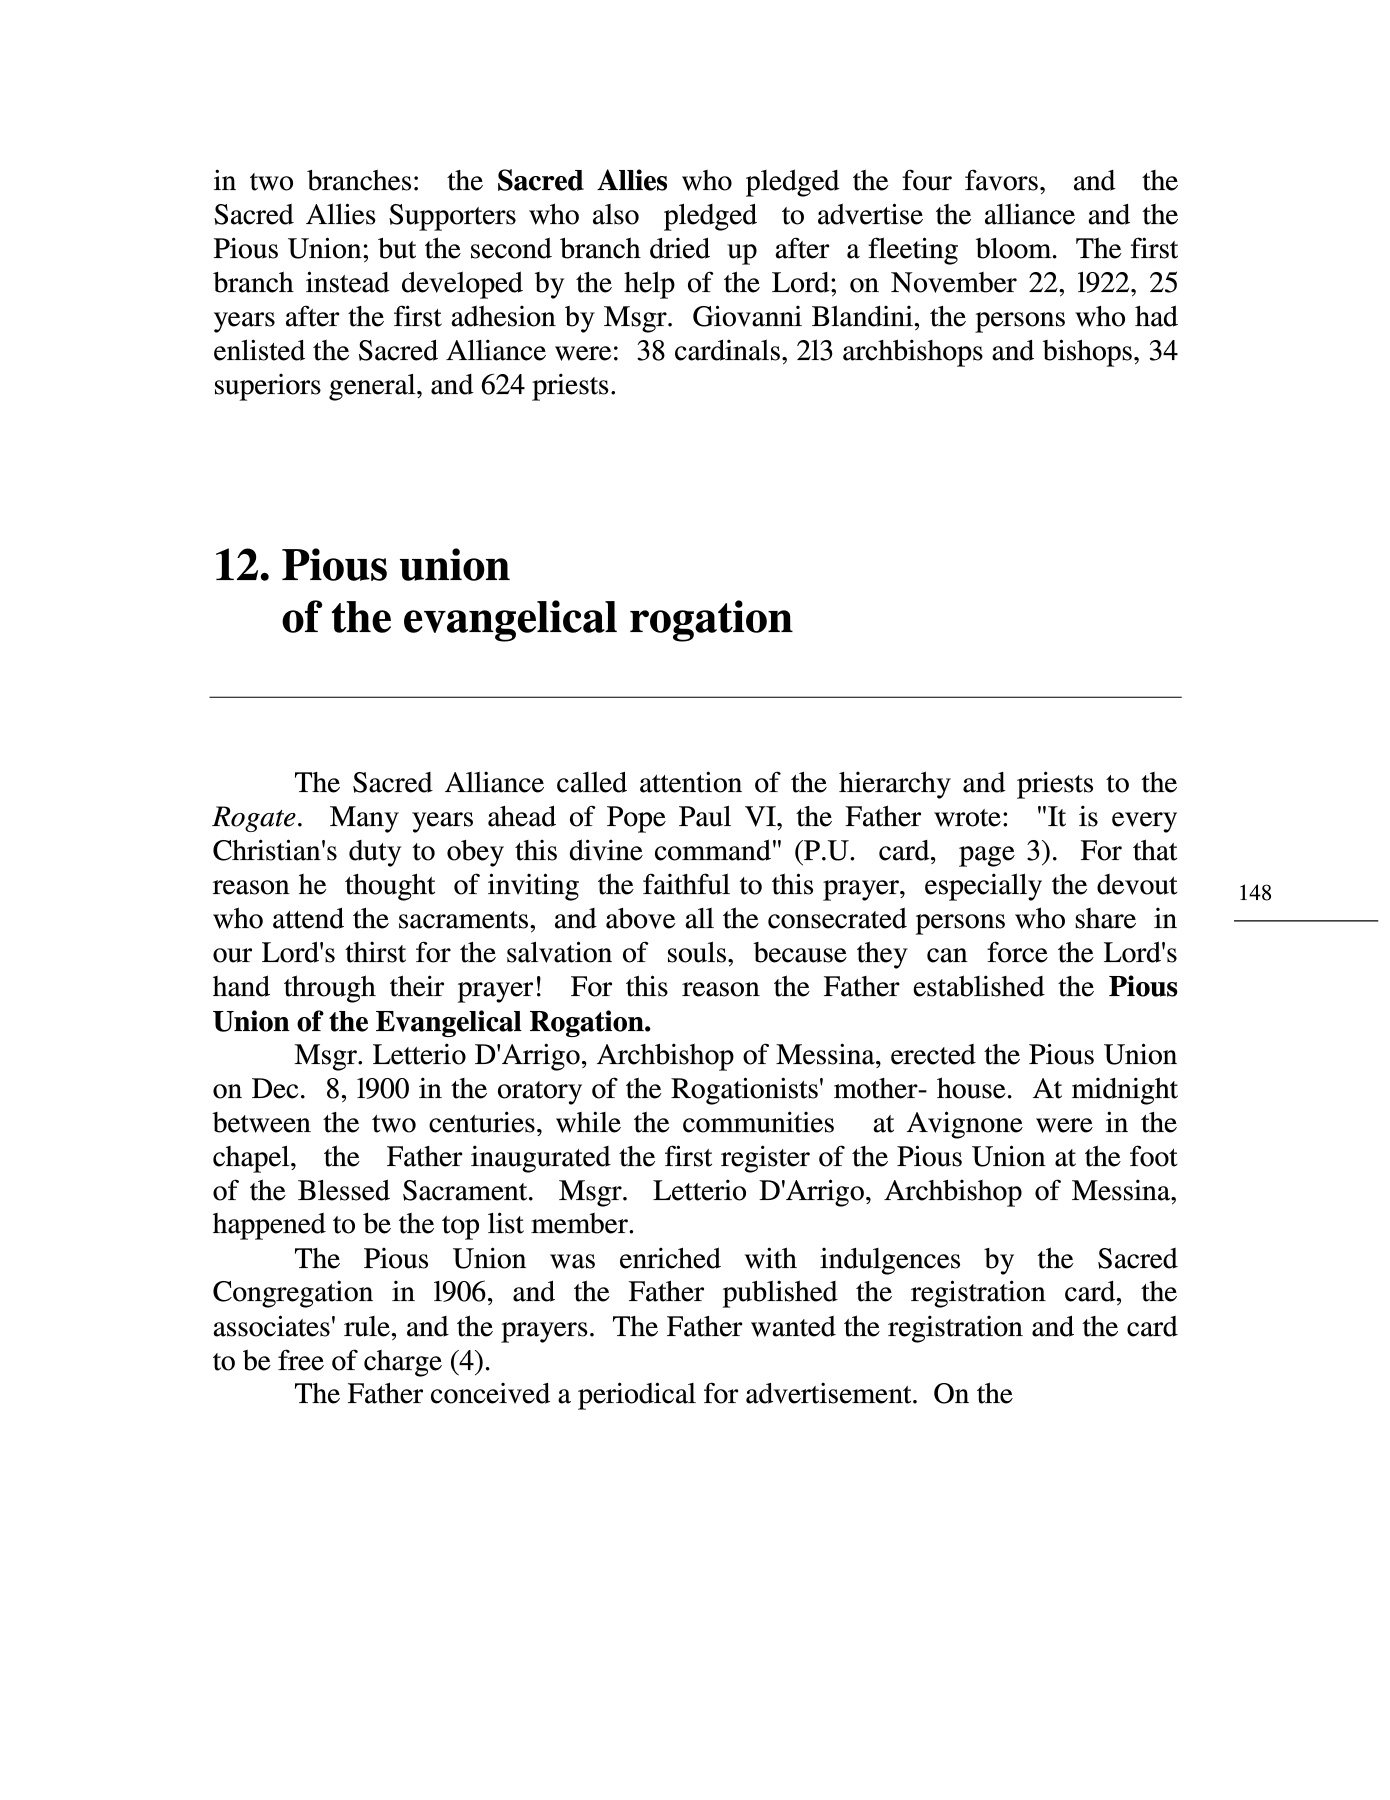 in two branches: the Sacred Allies who pledged the four favors, and the
Sacred Allies Supporters who also pledged to advertise the alliance and the
Pious Union; but the second branch dried up after a fleeting bloom. The first
branch instead developed by the help of the Lord; on November 22, l922, 25
years after the first adhesion by Msgr. Giovanni Blandini, the persons who had
enlisted the Sacred Alliance were: 38 cardinals, 2l3 archbishops and bishops, 34
superiors general, and 624 priests.
12. Pious union
of the evangelical rogation
The Sacred Alliance called attention of the hierarchy and priests to the
Rogate. Many years ahead of Pope Paul VI, the Father wrote: "It is every
Christian's duty to obey this divine command" (P.U. card, page 3). For that
reason he thought of inviting the faithful to this prayer, especially the devout
who attend the sacraments, and above all the consecrated persons who share in
our Lord's thirst for the salvation of souls, because they can force the Lord's
hand through their prayer! For this reason the Father established the Pious
Union of the Evangelical Rogation.
Msgr. Letterio D'Arrigo, Archbishop of Messina, erected the Pious Union
on Dec. 8, l900 in the oratory of the Rogationists' mother- house. At midnight
between the two centuries, while the communities at Avignone were in the
chapel, the Father inaugurated the first register of the Pious Union at the foot
of the Blessed Sacrament. Msgr. Letterio D'Arrigo, Archbishop of Messina,
happened to be the top list member.
The Pious Union was enriched with indulgences by the Sacred
Congregation in l906, and the Father published the registration card, the
associates' rule, and the prayers. The Father wanted the registration and the card
to be free of charge (4).
The Father conceived a periodical for advertisement. On the
148